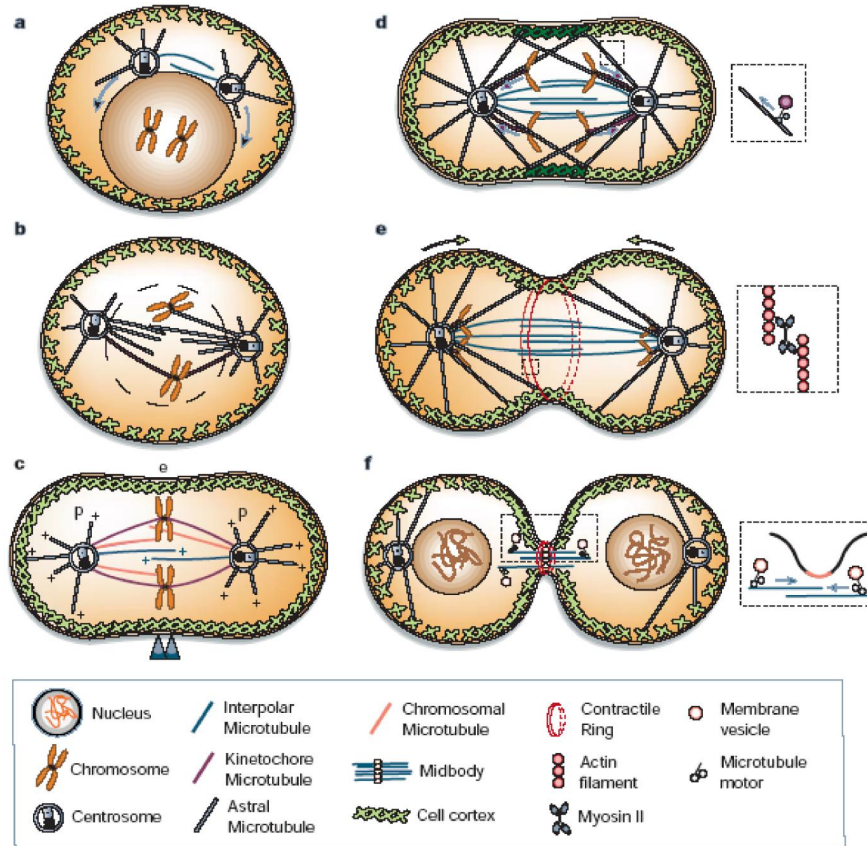 a
d
b
e
c
e
P
P
+ + + + + + + + + +
f
Nucleus
Interpolar
Microtubule
Chromosomal
Microtubule
Contractile
Ring
Membrane
vesicle
Chromosome
Kinetochore
Microtubule
Midbody
Actin
filament
Microtubule
motor
Centrosome
Astral
Microtubule
Cell cortex
Myosin II